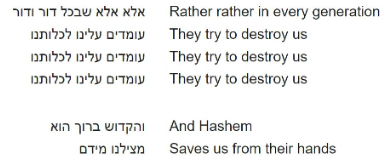 אלא אלא שבכל דור ודור Rather rather in every generation
עומדים עלינו לכלותנו They try to destroy us
עומדים עלינו לכלותנו They try to destroy us
עומדים עלינו לכלותנו They try to destroy us
והקדוש ברוך הוא And Hashem
מצילנו מידם Saves us from their hands